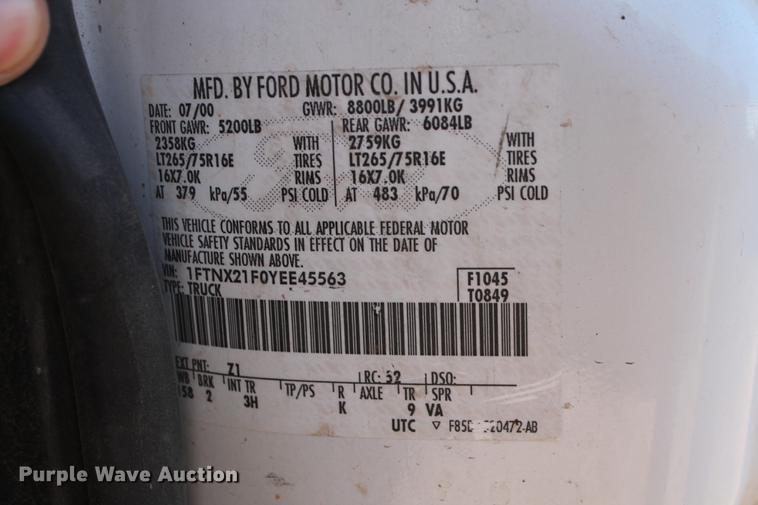 MFD. BY FORD MOTOR CO. IN U.S.A.
DATE: 07/00 GVWR: 8800LB/ 3991KG
FRONT GAWR: 5200LB REAR GAWR: 6084LB
2358KG WITH 2759KG WITH
LT265/75R16E TIRES LT265/75R16E TIRES
16X7.0K RIMS 16X7.0K RIMS
AT 379 kPa/55 PSI COLD AT 483 kPa/70 PSI COLD
THIS VEHICLE CONFORMS TO ALL APPLICABLE FEDERAL MOTOR
VEHICLE SAFETY STANDARDS IN EFFECT ON THE DATE OF
MANUFACTURE SHOWN ABOVE.
VIN: 1FTNX21F0YEE45563 F1045
TYPE: TRUCK T0849
EXT PNT: Z1 RC: 52 DSO:
WB BRK INT TR TP/PS R AXLE TR SPR
158 2 3H K 9 VA
UTC ▽ F85 20472-AB
Purple Wave Auction